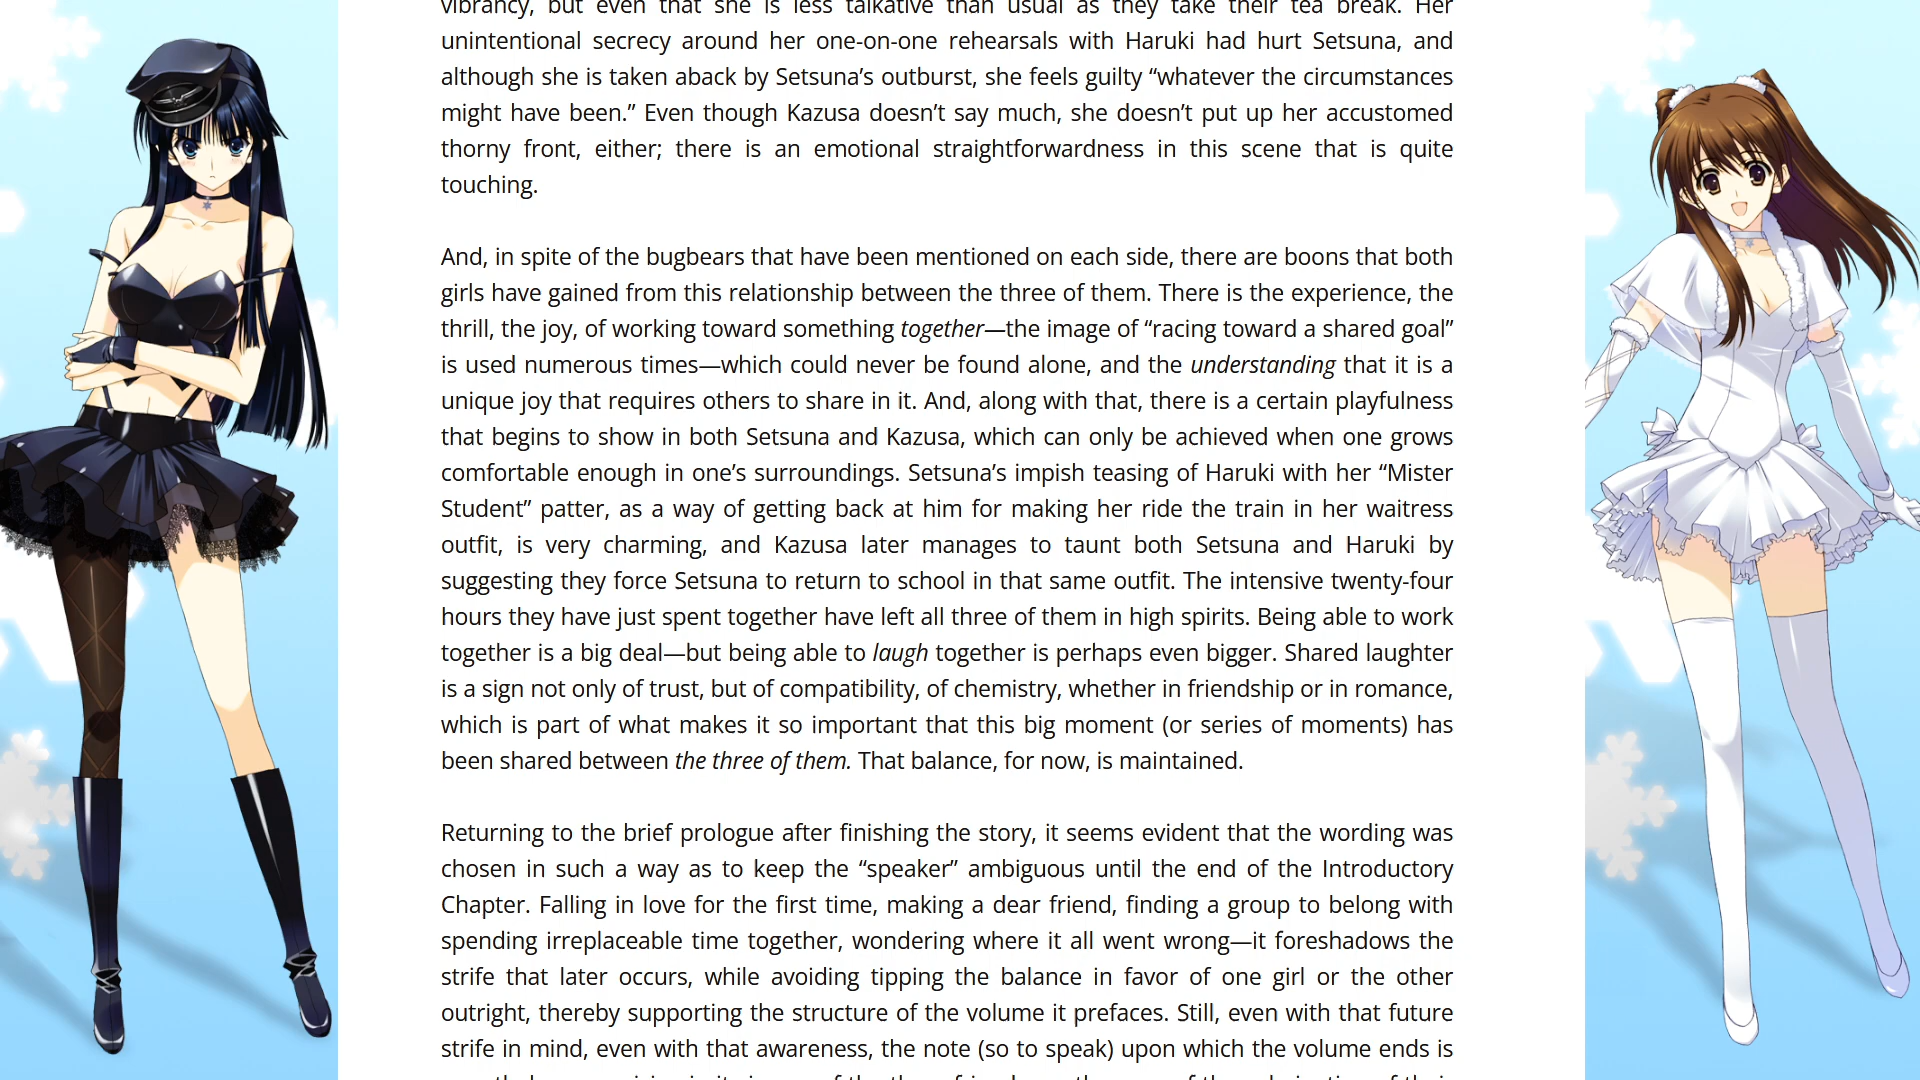 vibrancy, but even that she is less talkative than usual as they take their tea break. Her
unintentional secrecy around her one-on-one rehearsals with Haruki had hurt Setsuna, and
although she is taken aback by Setsuna’s outburst, she feels guilty “whatever the circumstances
might have been.” Even though Kazusa doesn’t say much, she doesn’t put up her accustomed
thorny front, either; there is an emotional straightforwardness in this scene that is quite
touching.
And, in spite of the bugbears that have been mentioned on each side, there are boons that both
girls have gained from this relationship between the three of them. There is the experience, the
thrill, the joy, of working toward something together—the image of “racing toward a shared goal”
is used numerous times—which could never be found alone, and the understanding that it is a
unique joy that requires others to share in it. And, along with that, there is a certain playfulness
that begins to show in both Setsuna and Kazusa, which can only be achieved when one grows
comfortable enough in one’s surroundings. Setsuna’s impish teasing of Haruki with her “Mister
Student” patter, as a way of getting back at him for making her ride the train in her waitress
outfit, is very charming, and Kazusa later manages to taunt both Setsuna and Haruki by
suggesting they force Setsuna to return to school in that same outfit. The intensive twenty-four
hours they have just spent together have left all three of them in high spirits. Being able to work
together is a big deal—but being able to laugh together is perhaps even bigger. Shared laughter
is a sign not only of trust, but of compatibility, of chemistry, whether in friendship or in romance,
which is part of what makes it so important that this big moment (or series of moments) has
been shared between the three of them. That balance, for now, is maintained.
Returning to the brief prologue after finishing the story, it seems evident that the wording was
chosen in such a way as to keep the “speaker” ambiguous until the end of the Introductory
Chapter. Falling in love for the first time, making a dear friend, finding a group to belong with
spending irreplaceable time together, wondering where it all went wrong—it foreshadows the
strife that later occurs, while avoiding tipping the balance in favor of one girl or the other
outright, thereby supporting the structure of the volume it prefaces. Still, even with that future
strife in mind, even with that awareness, the note (so to speak) upon which the volume ends is